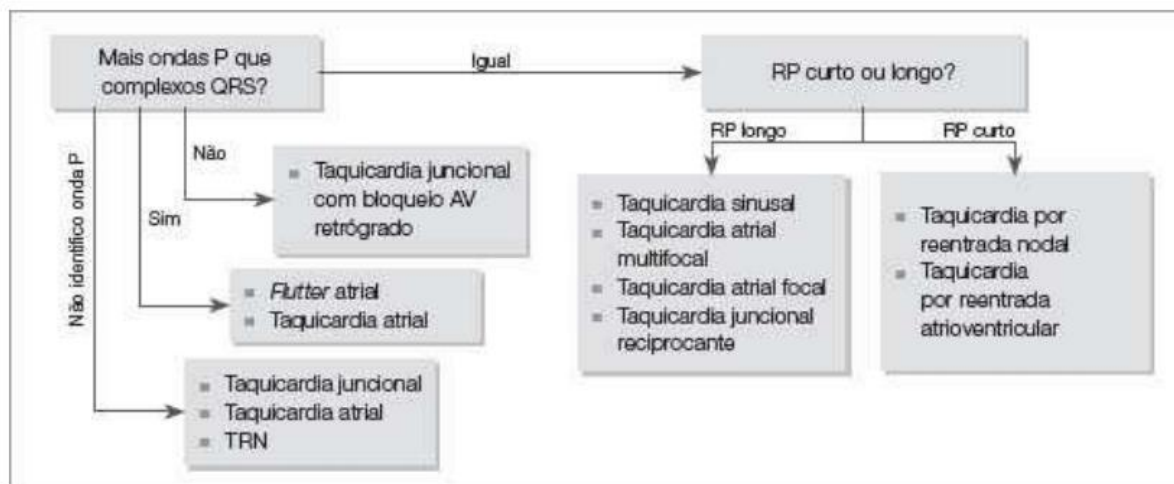 Mais ondas P que
complexos QRS?
Igual
RP curto ou longo?
RP longo
RP curto
Não identifico onda P
Sim
Não
Taquicardia juncional
com bloqueio AV
retrógrado
Flutter atrial
Taquicardia atrial
Taquicardia juncional
Taquicardia atrial
TRN
Taquicardia sinusal
Taquicardia atrial
multifocal
Taquicardia atrial focal
Taquicardia juncional
reciprocante
Taquicardia por
reentrada nodal
Taquicardia
por reentrada
atrioventricular